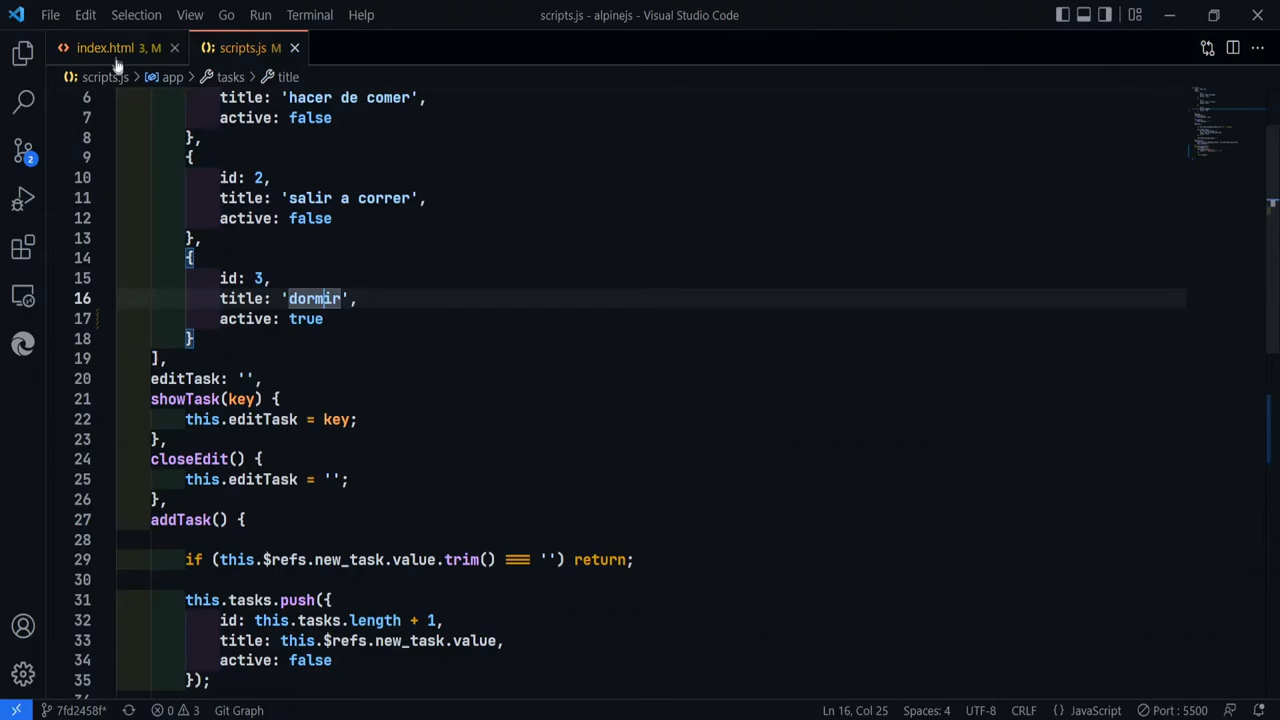 File Edit Selection View Go Run Terminal Help scripts.js - alpinejs - Visual Studio Code
index.html 3, M scripts.js M
scripts.js > app > tasks > title
6 title: 'hacer de comer',
7 active: false
8 },
9 {
10 id: 2,
11 title: 'salir a correr',
12 active: false
13 },
14 {
15 id: 3,
16 title: 'dormir',
17 active: true
18 }
19 ],
20 editTask: '',
21 showTask(key) {
22 this.editTask = key;
23 },
24 closeEdit() {
25 this.editTask = '';
26 },
27 addTask() {
28
29 if (this.$refs.new_task.value.trim() === '') return;
30
31 this.tasks.push({
32 id: this.tasks.length + 1,
33 title: this.$refs.new_task.value,
34 active: false
35 });
2
7fd2458f* 0 3 Git Graph Ln 16, Col 25 Spaces: 4 UTF-8 CRLF {} JavaScript Port : 5500